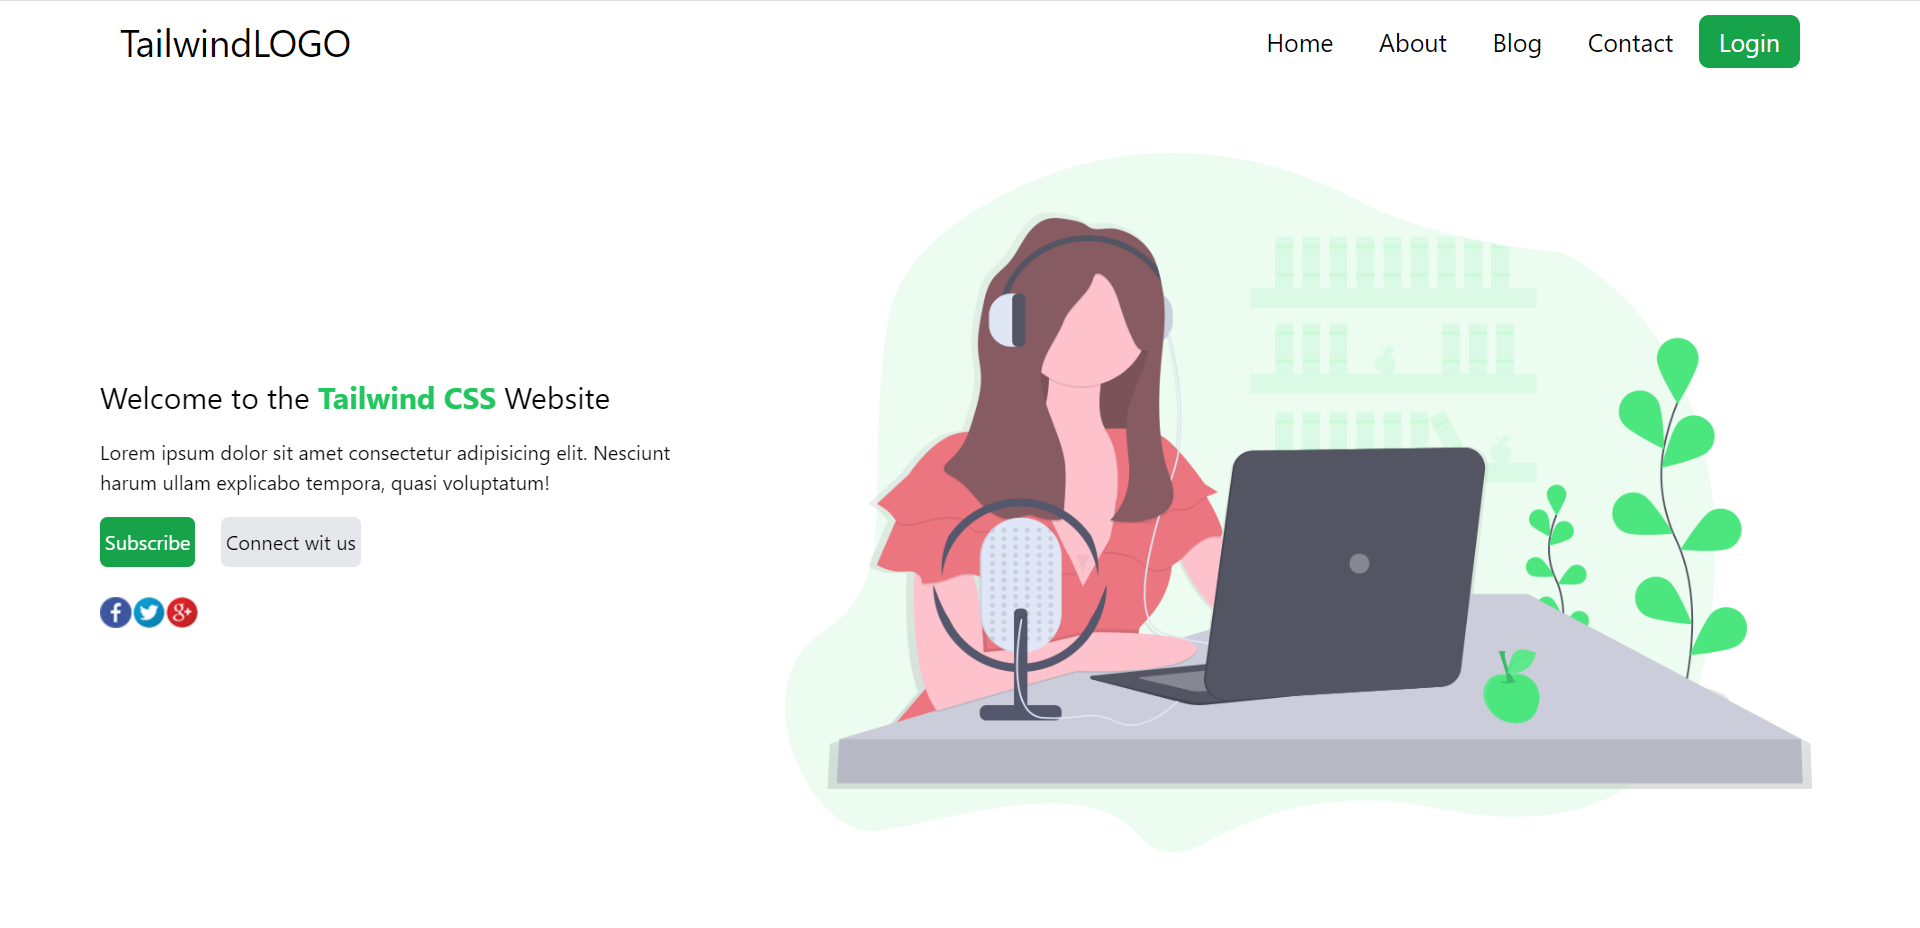 TailwindLOGO
Home About Blog Contact Login
Welcome to the Tailwind CSS Website
Lorem ipsum dolor sit amet consectetur adipisicing elit. Nesciunt
harum ullam explicabo tempora, quasi voluptatum!
Subscribe Connect wit us
f g+